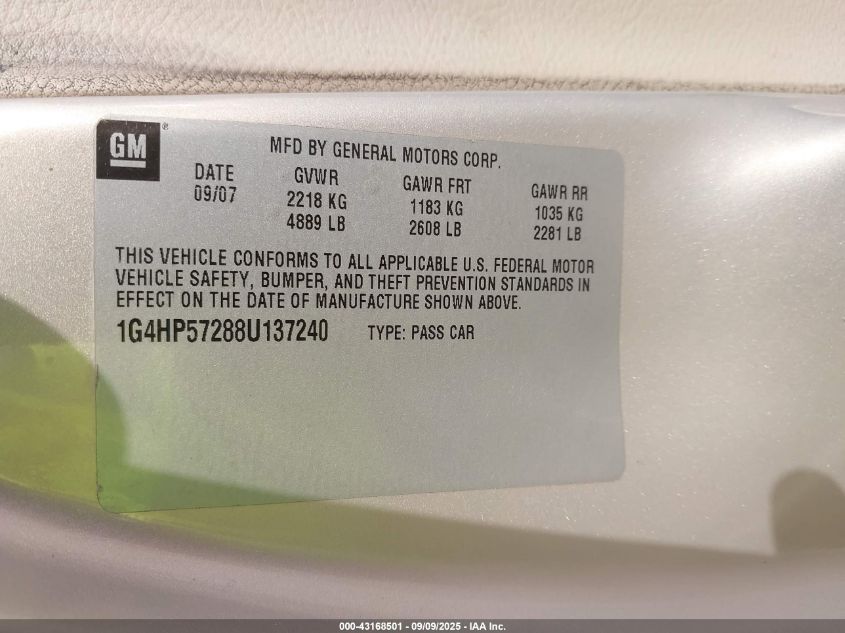 GM®
MFD BY GENERAL MOTORS CORP.
DATE GVWR GAWR FRT GAWR RR
09/07 2218 KG 1183 KG 1035 KG
4889 LB 2608 LB 2281 LB
THIS VEHICLE CONFORMS TO ALL APPLICABLE U.S. FEDERAL MOTOR
VEHICLE SAFETY, BUMPER, AND THEFT PREVENTION STANDARDS IN
EFFECT ON THE DATE OF MANUFACTURE SHOWN ABOVE.
1G4HP57288U137240 TYPE: PASS CAR
000-43168501 - 09/09/2025 - IAA Inc.